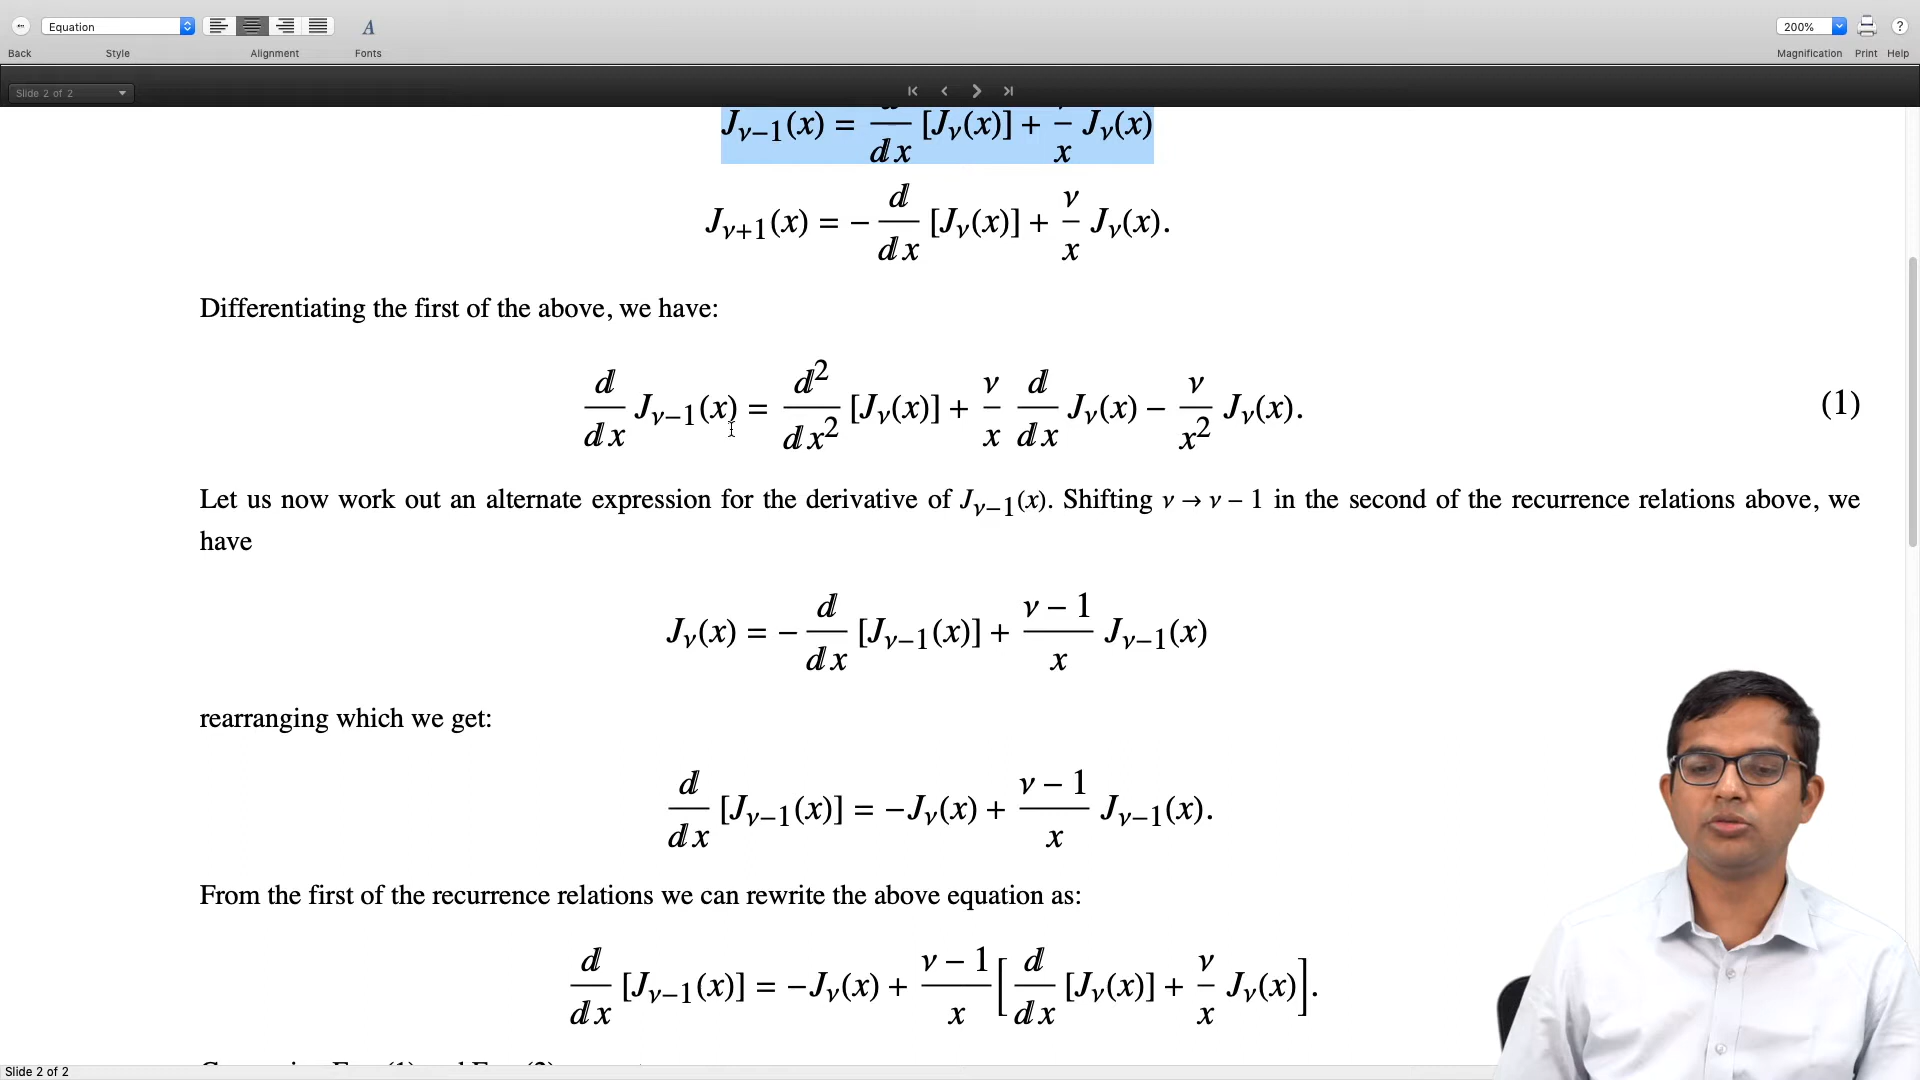 Equation
200%
Back Style Alignment Fonts Magnification Print Help
Slide 2 of 2
J_{ν−1}(x) = d/dx [J_ν(x)] + ν/x J_ν(x)
J_{ν+1}(x) = − d/dx [J_ν(x)] + ν/x J_ν(x).
Differentiating the first of the above, we have:
d/dx J_{ν−1}(x) = d²/dx² [J_ν(x)] + ν/x d/dx J_ν(x) − ν/x² J_ν(x). (1)
Let us now work out an alternate expression for the derivative of J_{ν−1}(x). Shifting ν → ν − 1 in the second of the recurrence relations above, we
have
J_ν(x) = − d/dx [J_{ν−1}(x)] + (ν − 1)/x J_{ν−1}(x)
rearranging which we get:
d/dx [J_{ν−1}(x)] = −J_ν(x) + (ν − 1)/x J_{ν−1}(x).
From the first of the recurrence relations we can rewrite the above equation as:
d/dx [J_{ν−1}(x)] = −J_ν(x) + (ν − 1)/x [d/dx [J_ν(x)] + ν/x J_ν(x)].
Slide 2 of 2